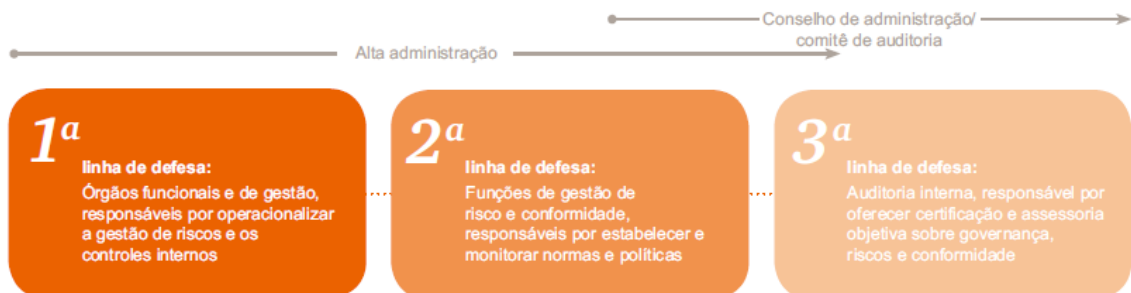 Conselho de administração/
comitê de auditoria
Alta administração
1ª
linha de defesa:
Órgãos funcionais e de gestão,
responsáveis por operacionalizar
a gestão de riscos e os
controles internos
2ª
linha de defesa:
Funções de gestão de
risco e conformidade,
responsáveis por estabelecer e
monitorar normas e políticas
3ª
linha de defesa:
Auditoria interna, responsável por
oferecer certificação e assessoria
objetiva sobre governança,
riscos e conformidade